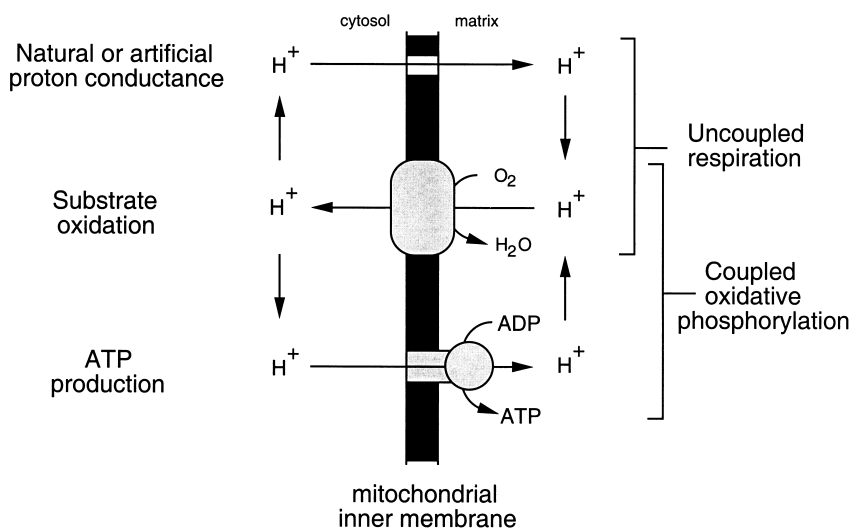 cytosol matrix
Natural or artificial
proton conductance
H+ H+
Uncoupled
respiration
Substrate
oxidation
H+ O2 H+
H2O
Coupled
oxidative
phosphorylation
ADP
ATP
production
H+ H+
ATP
mitochondrial
inner membrane